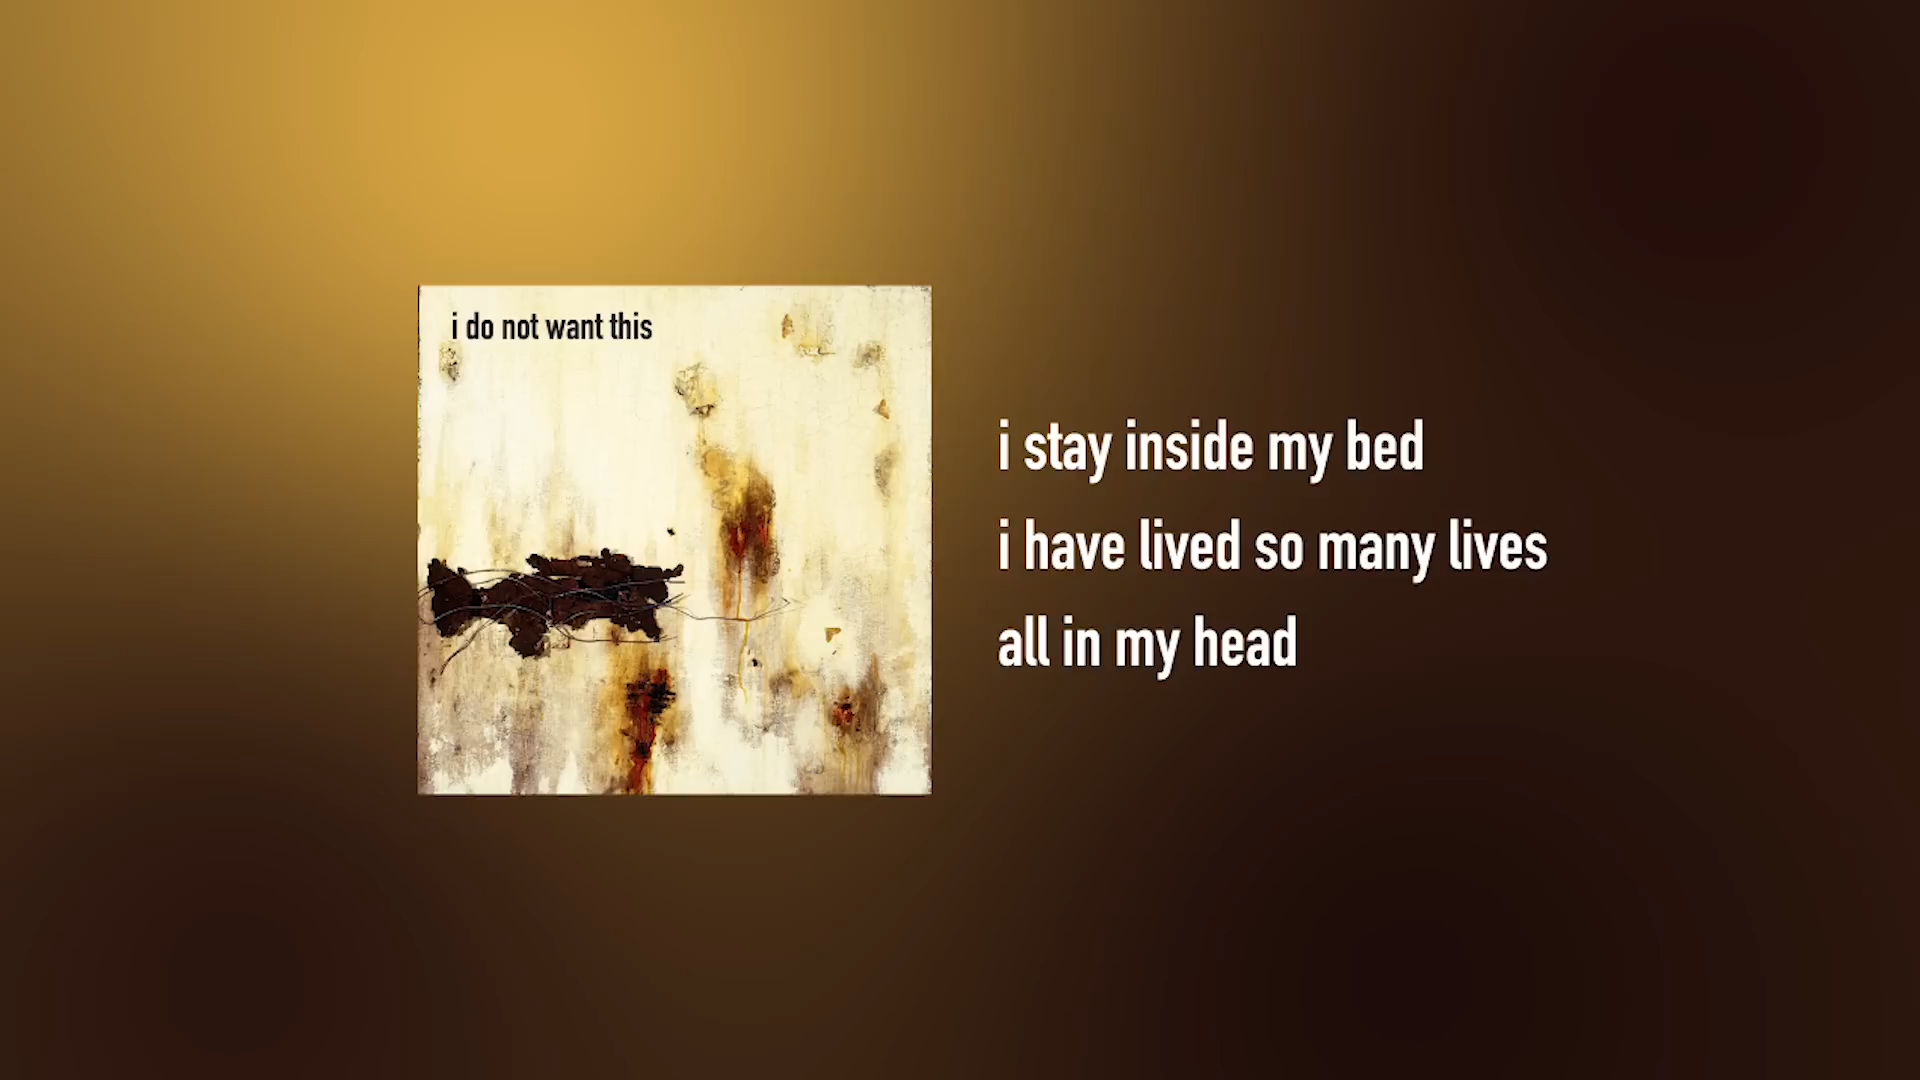 i do not want this
i stay inside my bed
i have lived so many lives
all in my head